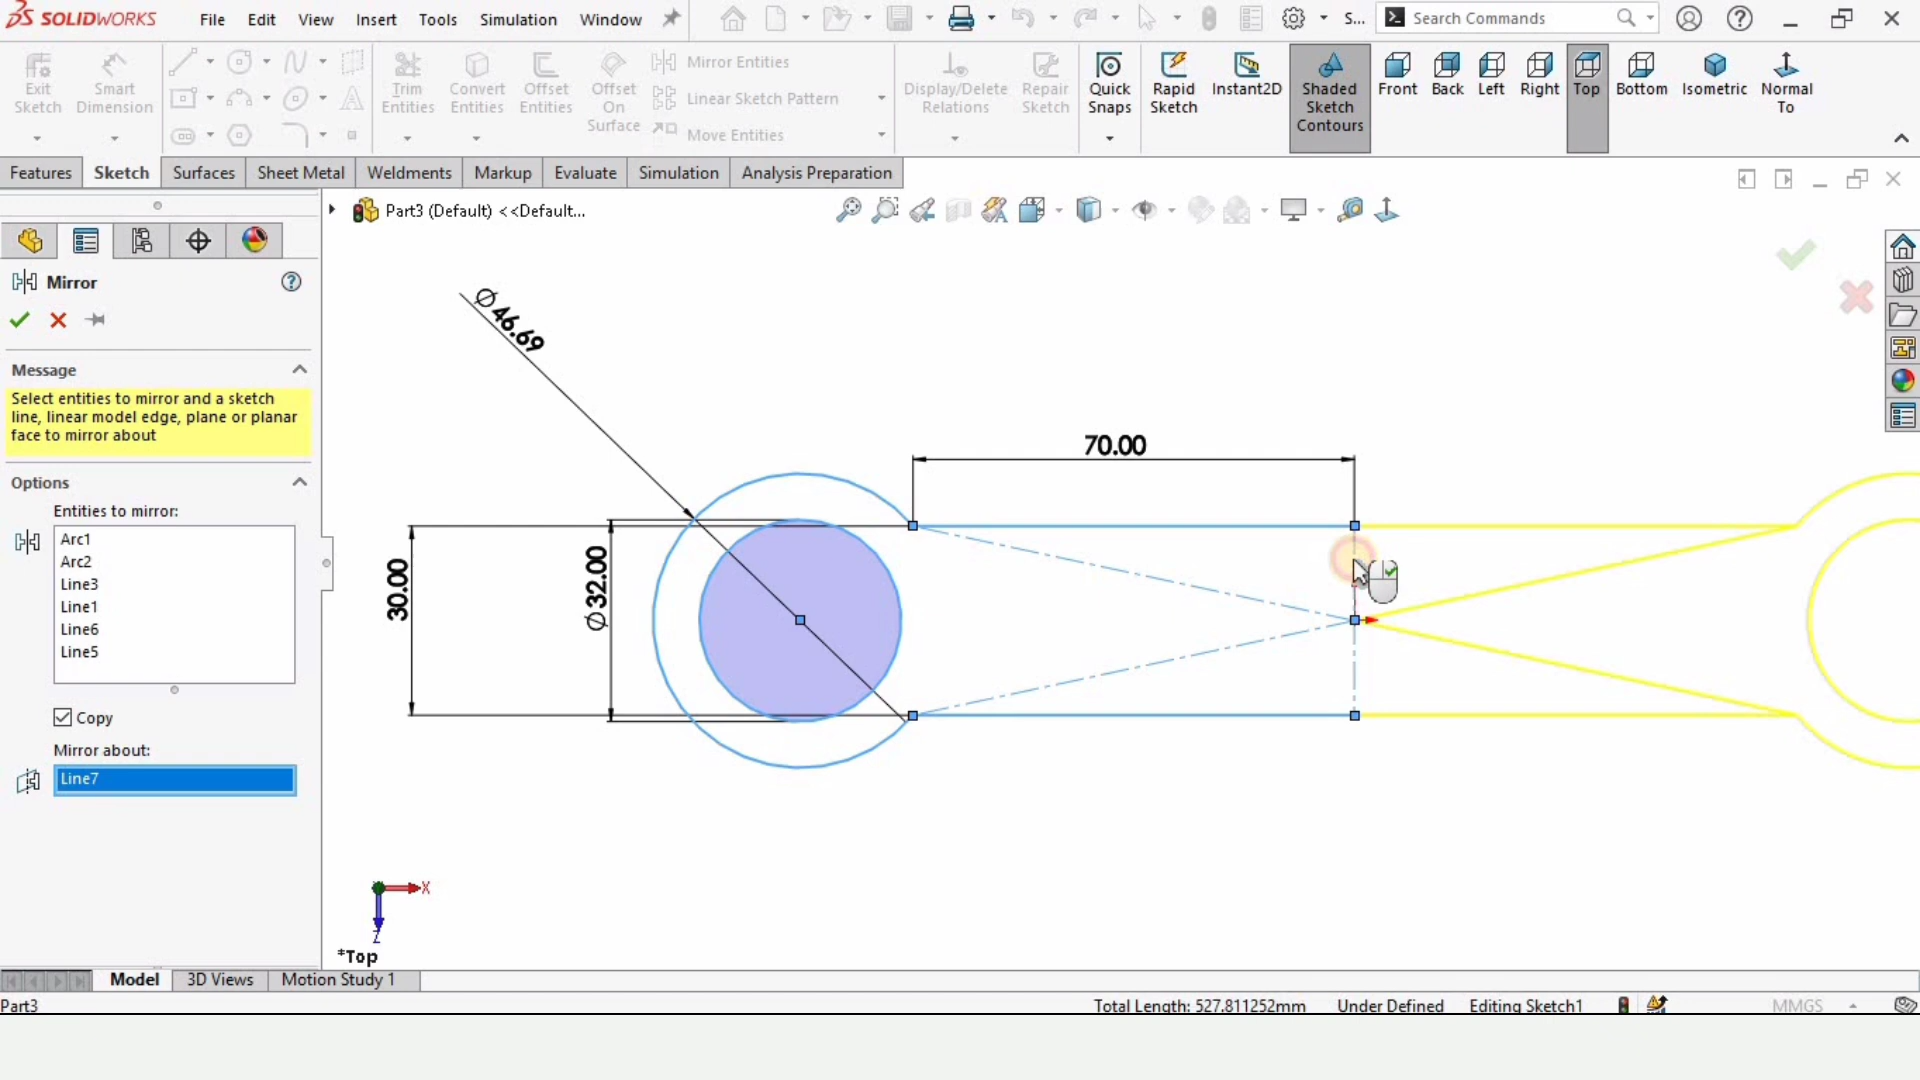 SOLIDWORKS File Edit View Insert Tools Simulation Window S... Search Commands
Exit Sketch
Smart Dimension
Trim Entities
Convert Entities
Offset Entities
Offset On Surface
Mirror Entities
Linear Sketch Pattern
Move Entities
Display/Delete Relations
Repair Sketch
Quick Snaps
Rapid Sketch
Instant2D
Shaded Sketch Contours
Front Back Left Right Top Bottom Isometric Normal To
Features Sketch Surfaces Sheet Metal Weldments Markup Evaluate Simulation Analysis Preparation
Part3 (Default) <<Default...
Mirror
Message
Select entities to mirror and a sketch
line, linear model edge, plane or planar
face to mirror about
Options
Entities to mirror:
Arc1
Arc2
Line3
Line1
Line6
Line5
Copy
Mirror about:
Line7
∅46.69
70.00
30.00
∅32.00
X
Z
*Top
Model 3D Views Motion Study 1
Part3 Total Length: 527.811252mm Under Defined Editing Sketch1 MMGS